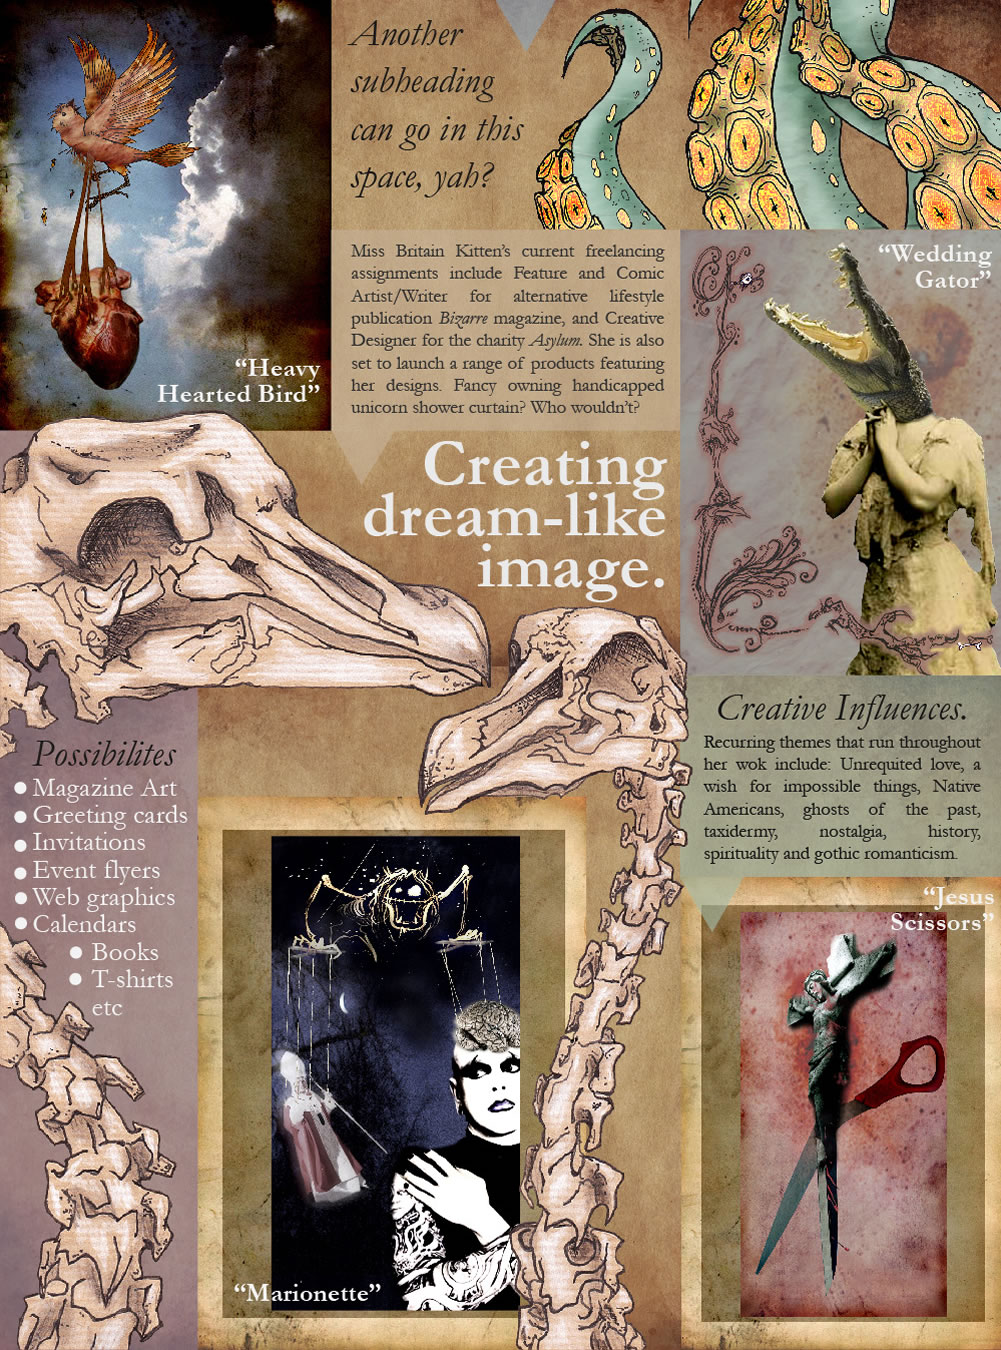 Another
subheading
can go in this
space, yah?
Miss Britain Kitten's current freelancing
assignments include Feature and Comic
Artist/Writer for alternative lifestyle
publication Bizarre magazine, and Creative
Designer for the charity Asylum. She is also
set to launch a range of products featuring
her designs. Fancy owning handicapped
unicorn shower curtain? Who wouldn't?
“Heavy
Hearted Bird”
“Wedding
Gator”
Creating
dream-like
image.
Creative Influences.
Recurring themes that run throughout
her wok include: Unrequited love, a
wish for impossible things, Native
Americans, ghosts of the past,
taxidermy, nostalgia, history,
spirituality and gothic romanticism.
Possibilites
● Magazine Art
● Greeting cards
● Invitations
● Event flyers
● Web graphics
● Calendars
● Books
● T-shirts
etc
“Jesus
Scissors”
“Marionette”